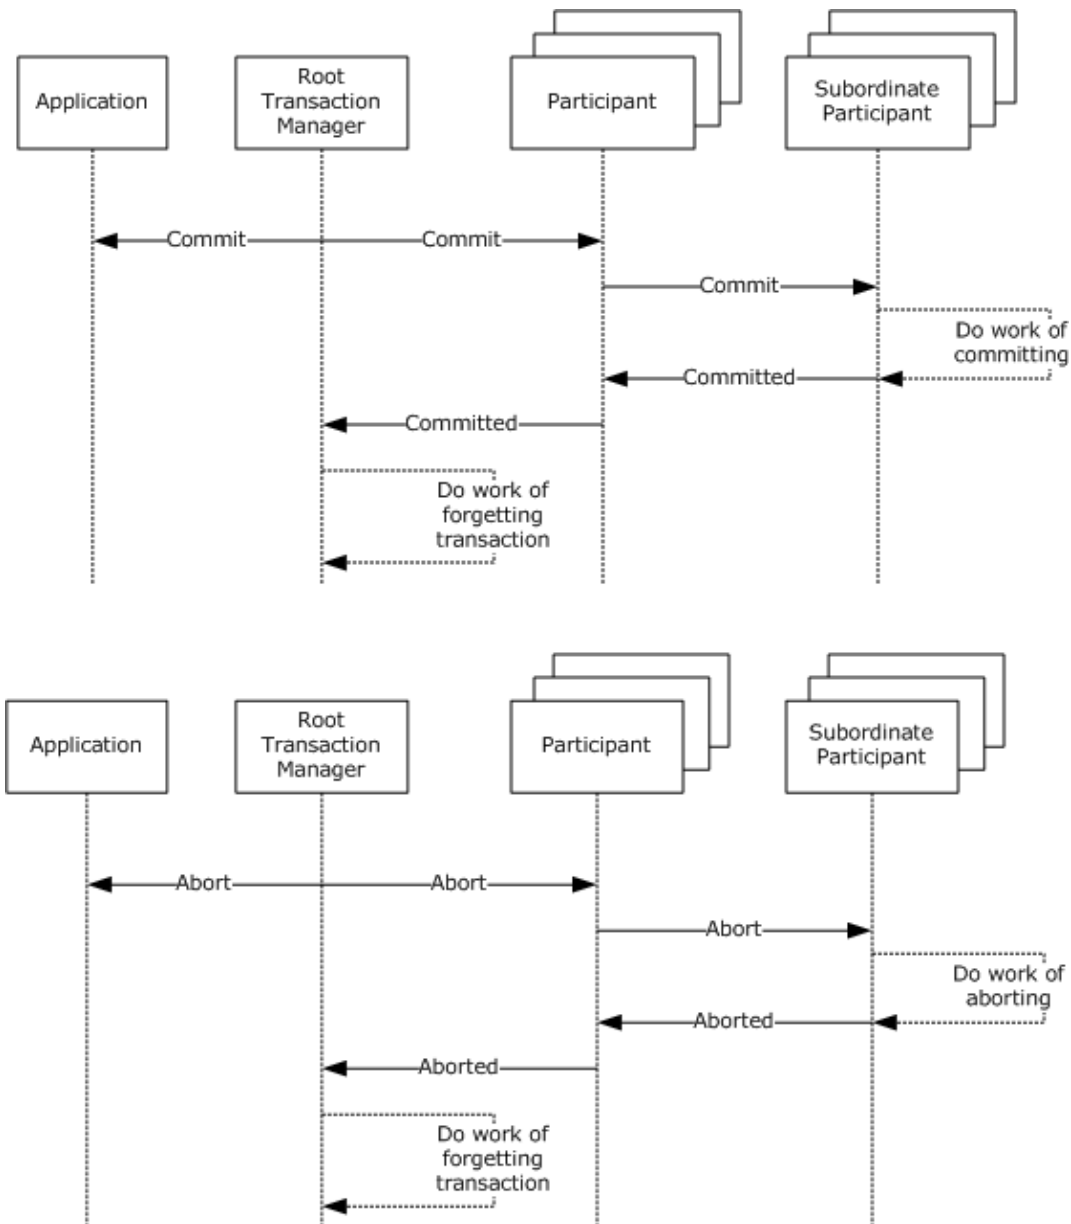 Application
Root
Transaction
Manager
Participant
Subordinate
Participant
Commit
Commit
Commit
Do work of
committing
Committed
Committed
Do work of
forgetting
transaction
Application
Root
Transaction
Manager
Participant
Subordinate
Participant
Abort
Abort
Abort
Do work of
aborting
Aborted
Aborted
Do work of
forgetting
transaction